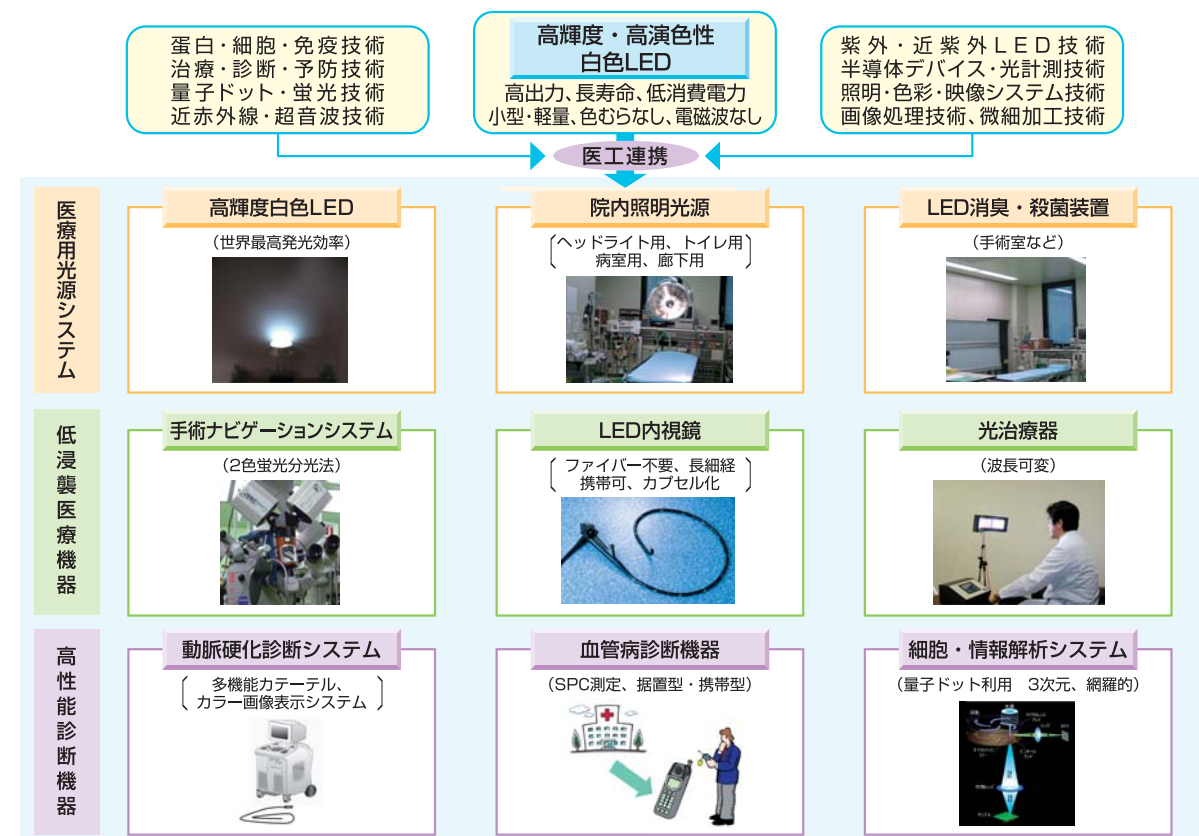 蛋白・細胞・免疫技術
治療・診断・予防技術
量子ドット・蛍光技術
近赤外線・超音波技術
高輝度・高演色性
白色LED
高出力、長寿命、低消費電力
小型・軽量、色むらなし、電磁波なし
紫外・近紫外LED技術
半導体デバイス・光計測技術
照明・色彩・映像システム技術
画像処理技術、微細加工技術
医工連携
医療用光源システム
高輝度白色LED
(世界最高発光効率)
院内照明光源
ヘッドライト用、トイレ用
病室用、廊下用
LED消臭・殺菌装置
(手術室など)
低浸襲医療機器
手術ナビゲーションシステム
(2色蛍光分光法)
LED内視鏡
ファイバー不要、長細経
携帯可、カプセル化
光治療器
(波長可変)
高性能診断機器
動脈硬化診断システム
多機能カテーテル、
カラー画像表示システム
血管病診断機器
(SPC測定、据置型・携帯型)
細胞・情報解析システム
(量子ドット利用　3次元、網羅的)